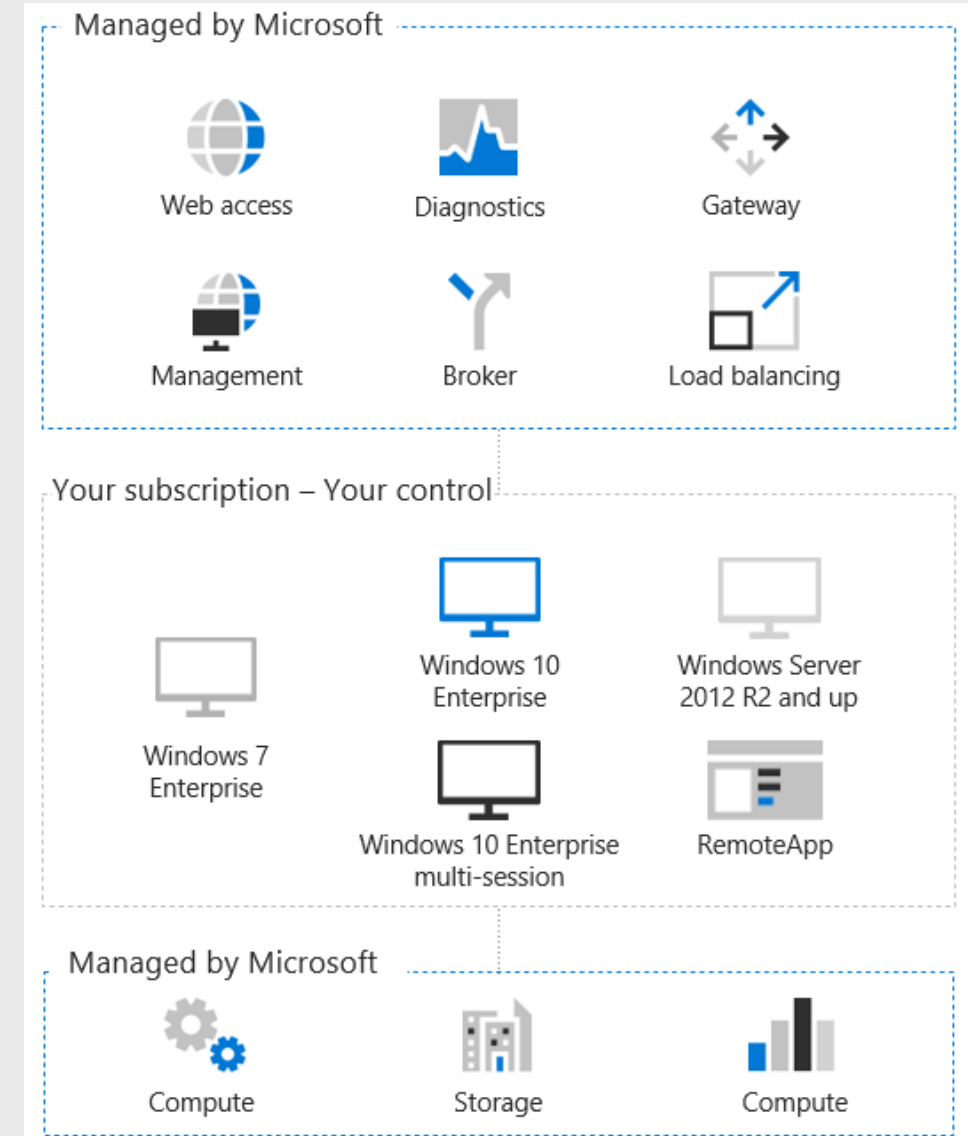 Managed by Microsoft
Web access
Diagnostics
Gateway
Management
Broker
Load balancing
Your subscription – Your control
Windows 7
Enterprise
Windows 10
Enterprise
Windows Server
2012 R2 and up
Windows 10 Enterprise
multi-session
RemoteApp
Managed by Microsoft
Compute
Storage
Compute